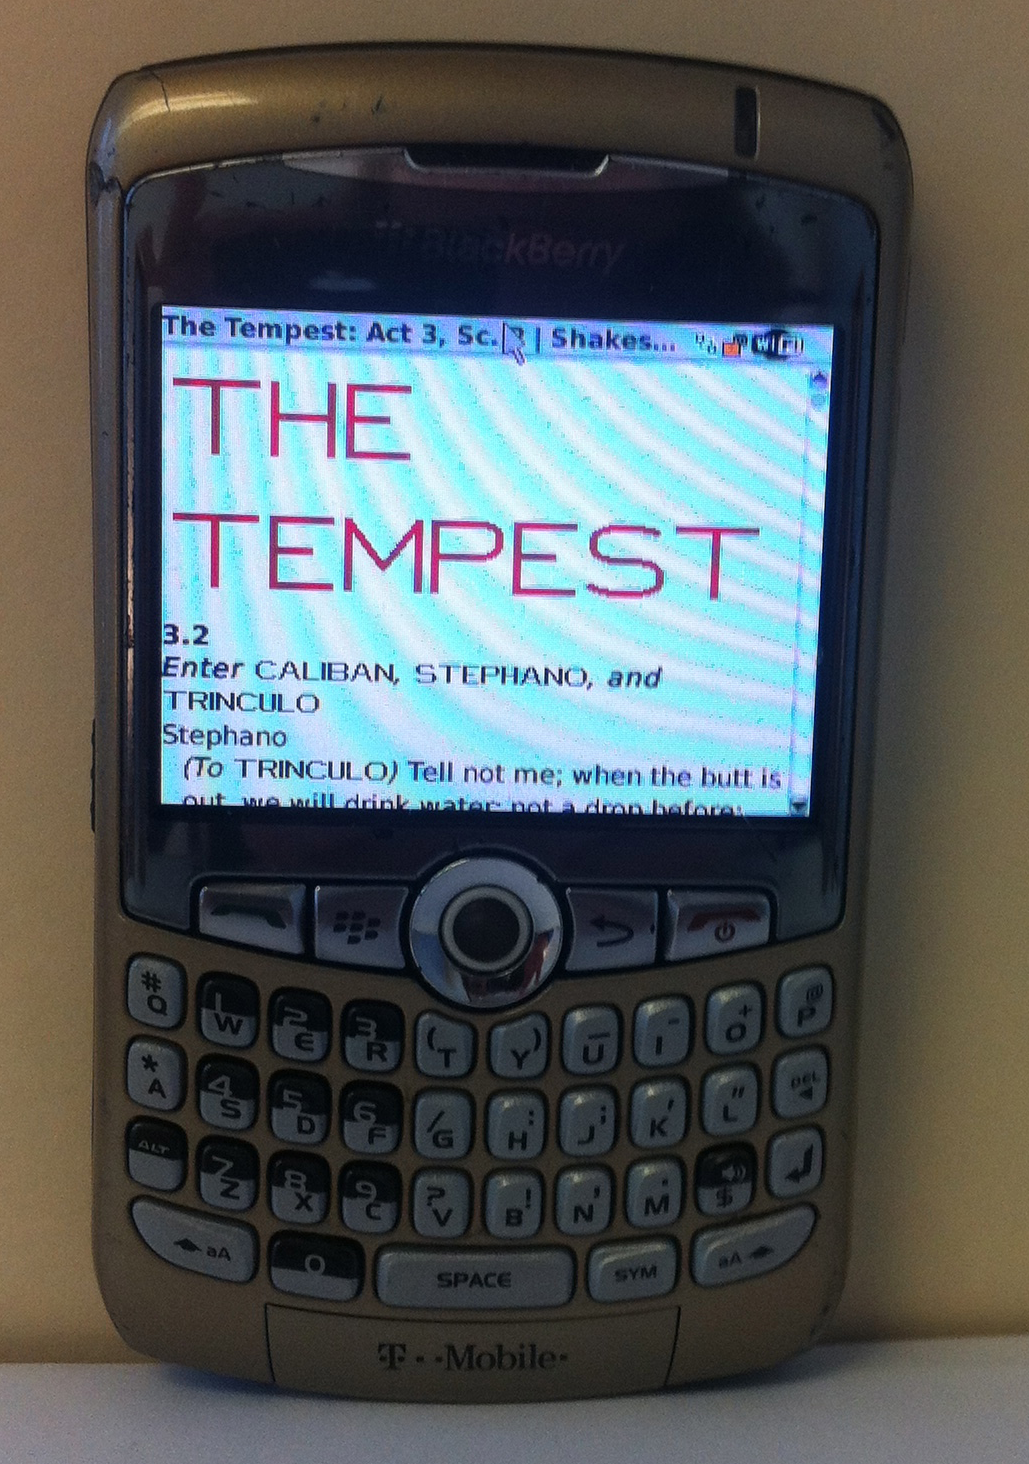 BlackBerry
The Tempest: Act 3, Sc. 2 | Shakes... WiFi
THE
TEMPEST
3.2
Enter CALIBAN, STEPHANO, and
TRINCULO
Stephano
(To TRINCULO) Tell not me; when the butt is
out, we will drink water; not a drop before;
# Q 1 W 2 E 3 R ( T ) Y _ U - I + O @ P
* A 4 S 5 D 6 F / G : H ; J ' K " L DEL
ALT 7 Z 8 X 9 C ? V ! B , N . M $
aA 0 SPACE SYM aA
T··Mobile·